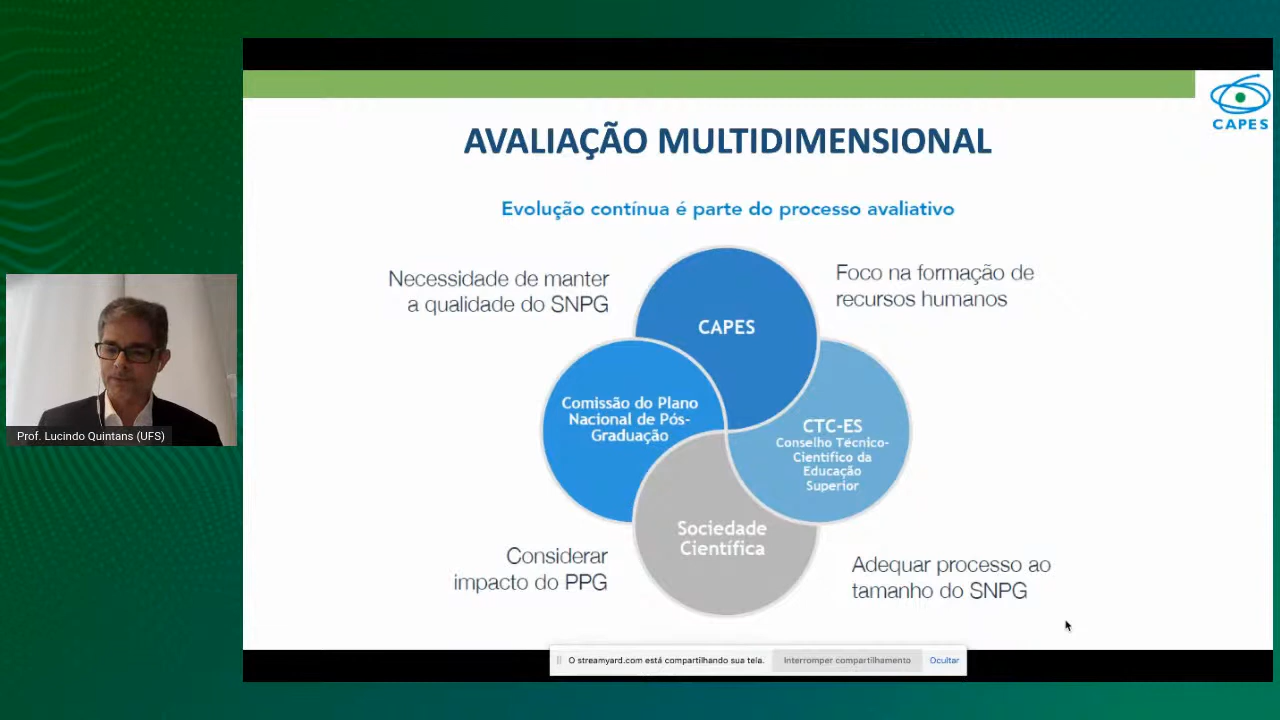 CAPES
AVALIAÇÃO MULTIDIMENSIONAL
Evolução contínua é parte do processo avaliativo
Necessidade de manter
a qualidade do SNPG
Foco na formação de
recursos humanos
CAPES
Comissão do Plano
Nacional de Pós-
Graduação
CTC-ES
Conselho Técnico-
Científico da
Educação
Superior
Sociedade
Científica
Considerar
impacto do PPG
Adequar processo ao
tamanho do SNPG
Prof. Lucindo Quintans (UFS)
O streamyard.com está compartilhando sua tela.
Interromper compartilhamento
Ocultar